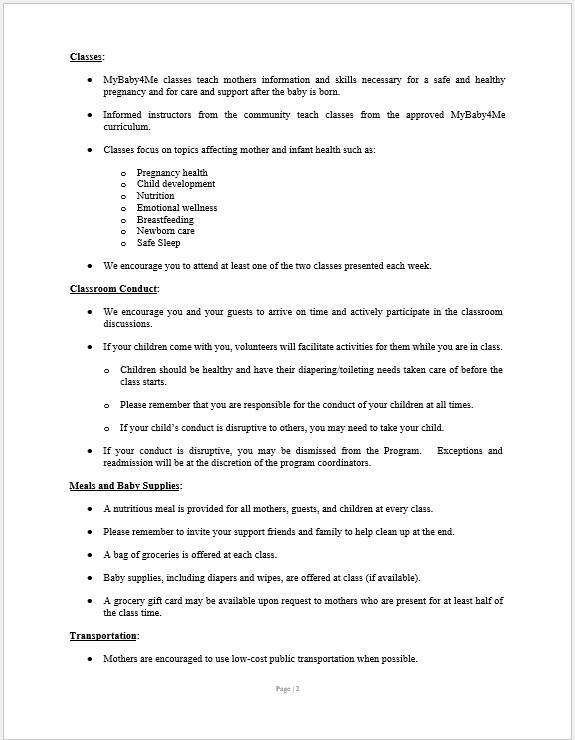 Classes:
• MyBaby4Me classes teach mothers information and skills necessary for a safe and healthy
pregnancy and for care and support after the baby is born.
• Informed instructors from the community teach classes from the approved MyBaby4Me
curriculum.
• Classes focus on topics affecting mother and infant health such as:
o Pregnancy health
o Child development
o Nutrition
o Emotional wellness
o Breastfeeding
o Newborn care
o Safe Sleep
• We encourage you to attend at least one of the two classes presented each week.
Classroom Conduct:
• We encourage you and your guests to arrive on time and actively participate in the classroom
discussions.
• If your children come with you, volunteers will facilitate activities for them while you are in class.
o Children should be healthy and have their diapering/toileting needs taken care of before the
class starts.
o Please remember that you are responsible for the conduct of your children at all times.
o If your child's conduct is disruptive to others, you may need to take your child.
• If your conduct is disruptive, you may be dismissed from the Program. Exceptions and
readmission will be at the discretion of the program coordinators.
Meals and Baby Supplies:
• A nutritious meal is provided for all mothers, guests, and children at every class.
• Please remember to invite your support friends and family to help clean up at the end.
• A bag of groceries is offered at each class.
• Baby supplies, including diapers and wipes, are offered at class (if available).
• A grocery gift card may be available upon request to mothers who are present for at least half of
the class time.
Transportation:
• Mothers are encouraged to use low-cost public transportation when possible.
Page | 2